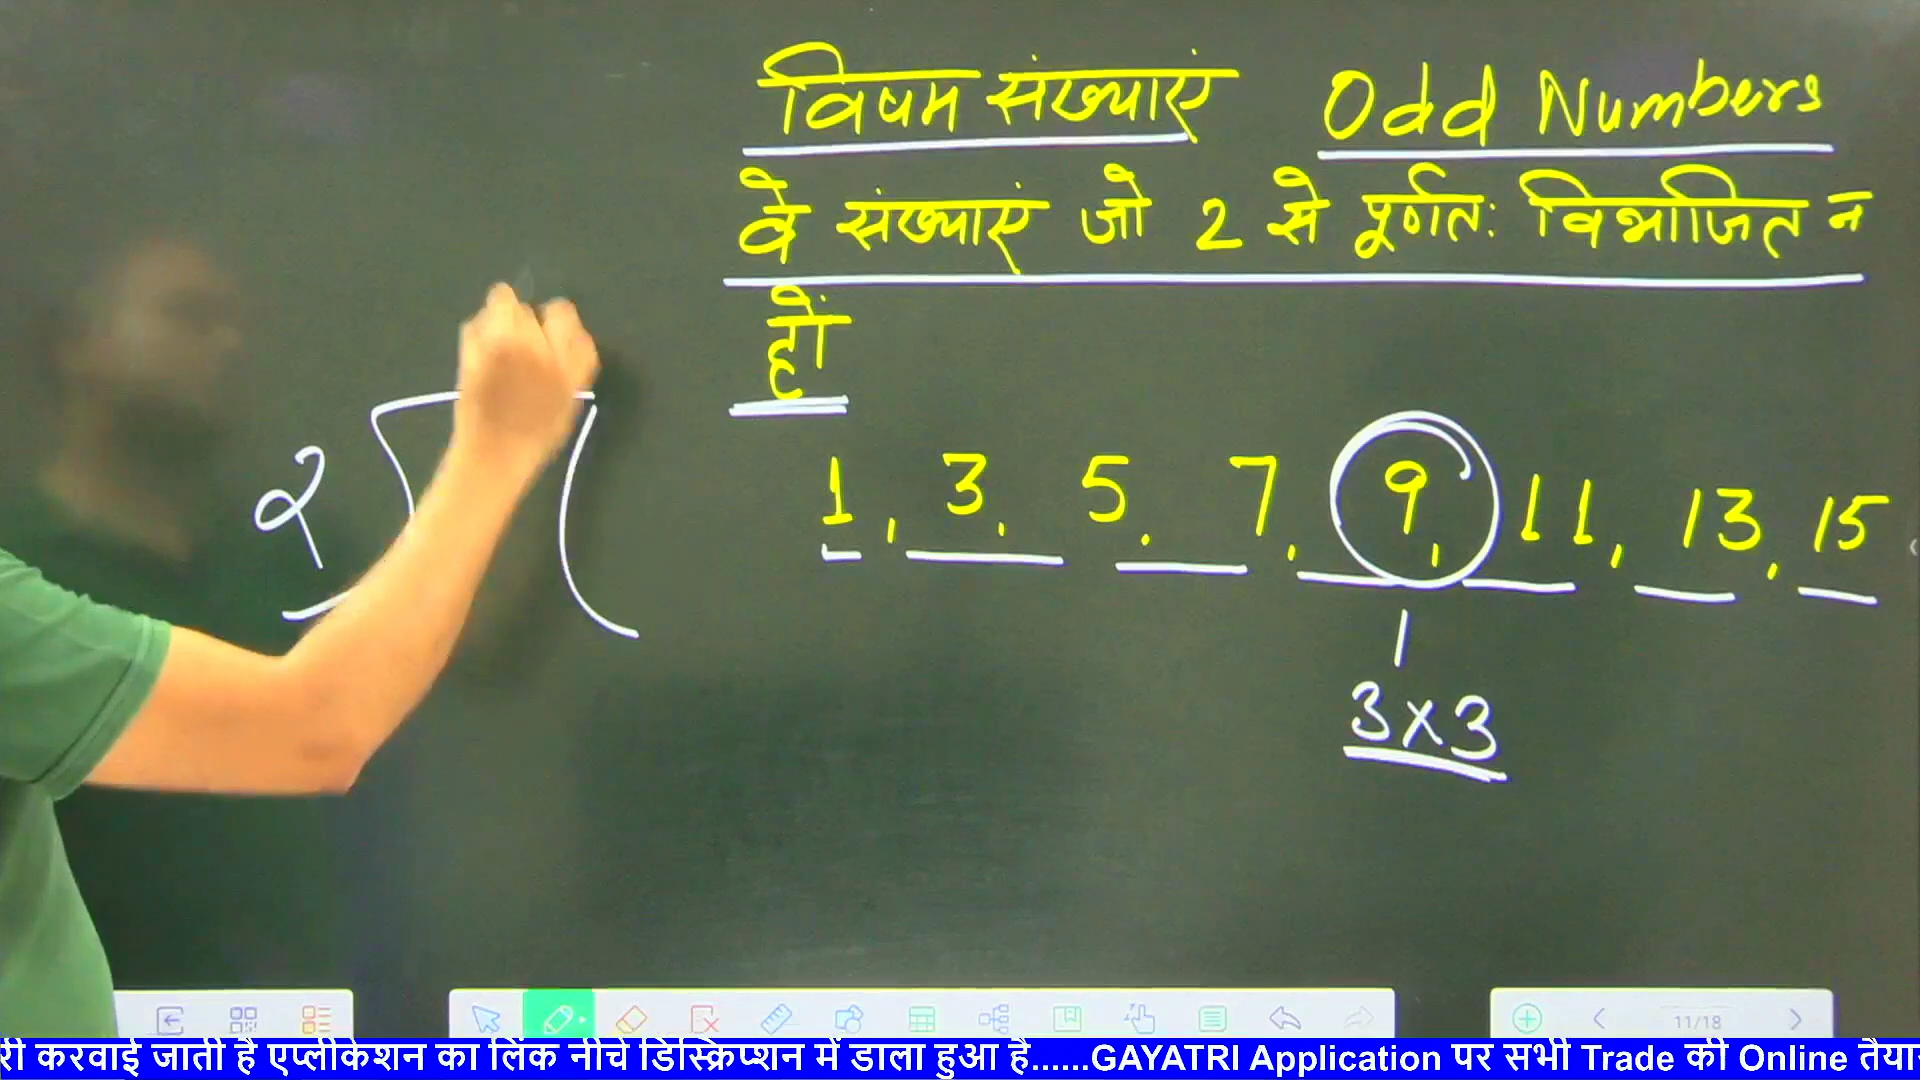 विषम संख्याएं Odd Numbers
वे संख्याएं जो 2 से पूर्णत: विभाजित न
हों
1, 3, 5, 7, 9, 11, 13, 15
3x3
2
11/18
री करवाई जाती है एप्लीकेशन का लिंक नीचे डिस्क्रिप्शन में डाला हुआ है......GAYATRI Application पर सभी Trade की Online तैया